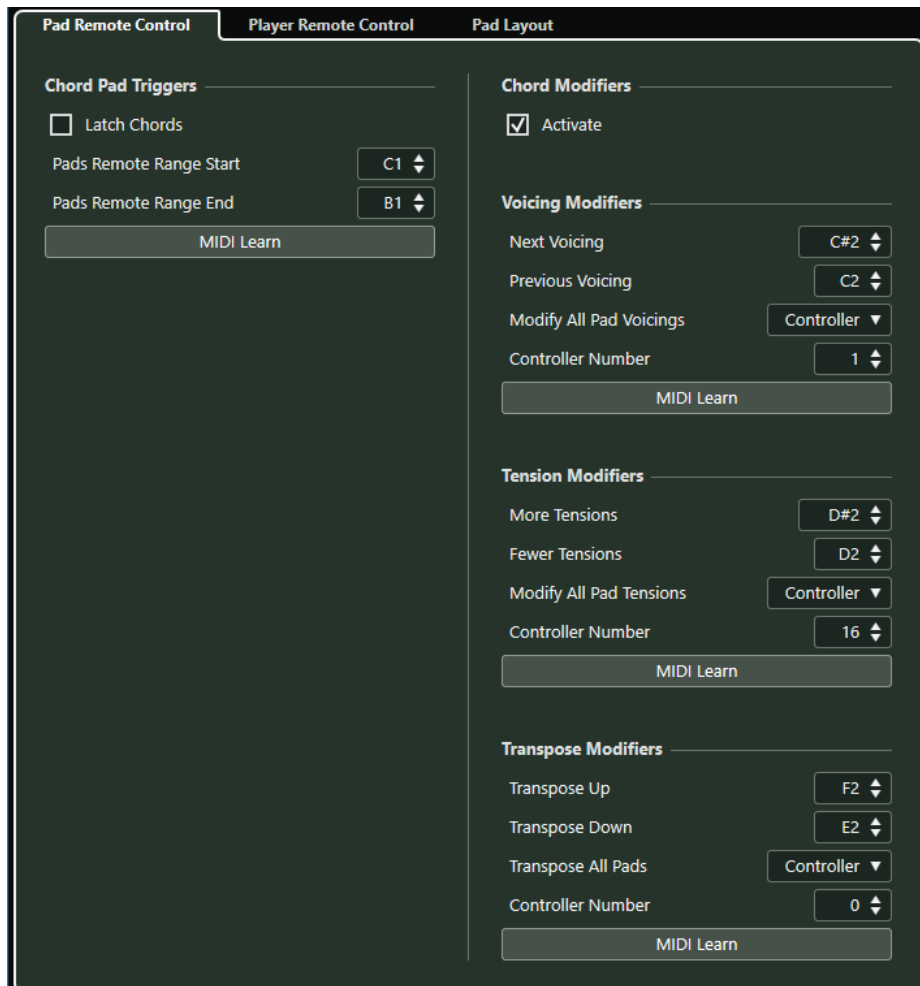 Pad Remote Control
Player Remote Control
Pad Layout
Chord Pad Triggers
Latch Chords
Pads Remote Range Start C1
Pads Remote Range End B1
MIDI Learn
Chord Modifiers
Activate
Voicing Modifiers
Next Voicing C#2
Previous Voicing C2
Modify All Pad Voicings Controller
Controller Number 1
MIDI Learn
Tension Modifiers
More Tensions D#2
Fewer Tensions D2
Modify All Pad Tensions Controller
Controller Number 16
MIDI Learn
Transpose Modifiers
Transpose Up F2
Transpose Down E2
Transpose All Pads Controller
Controller Number 0
MIDI Learn